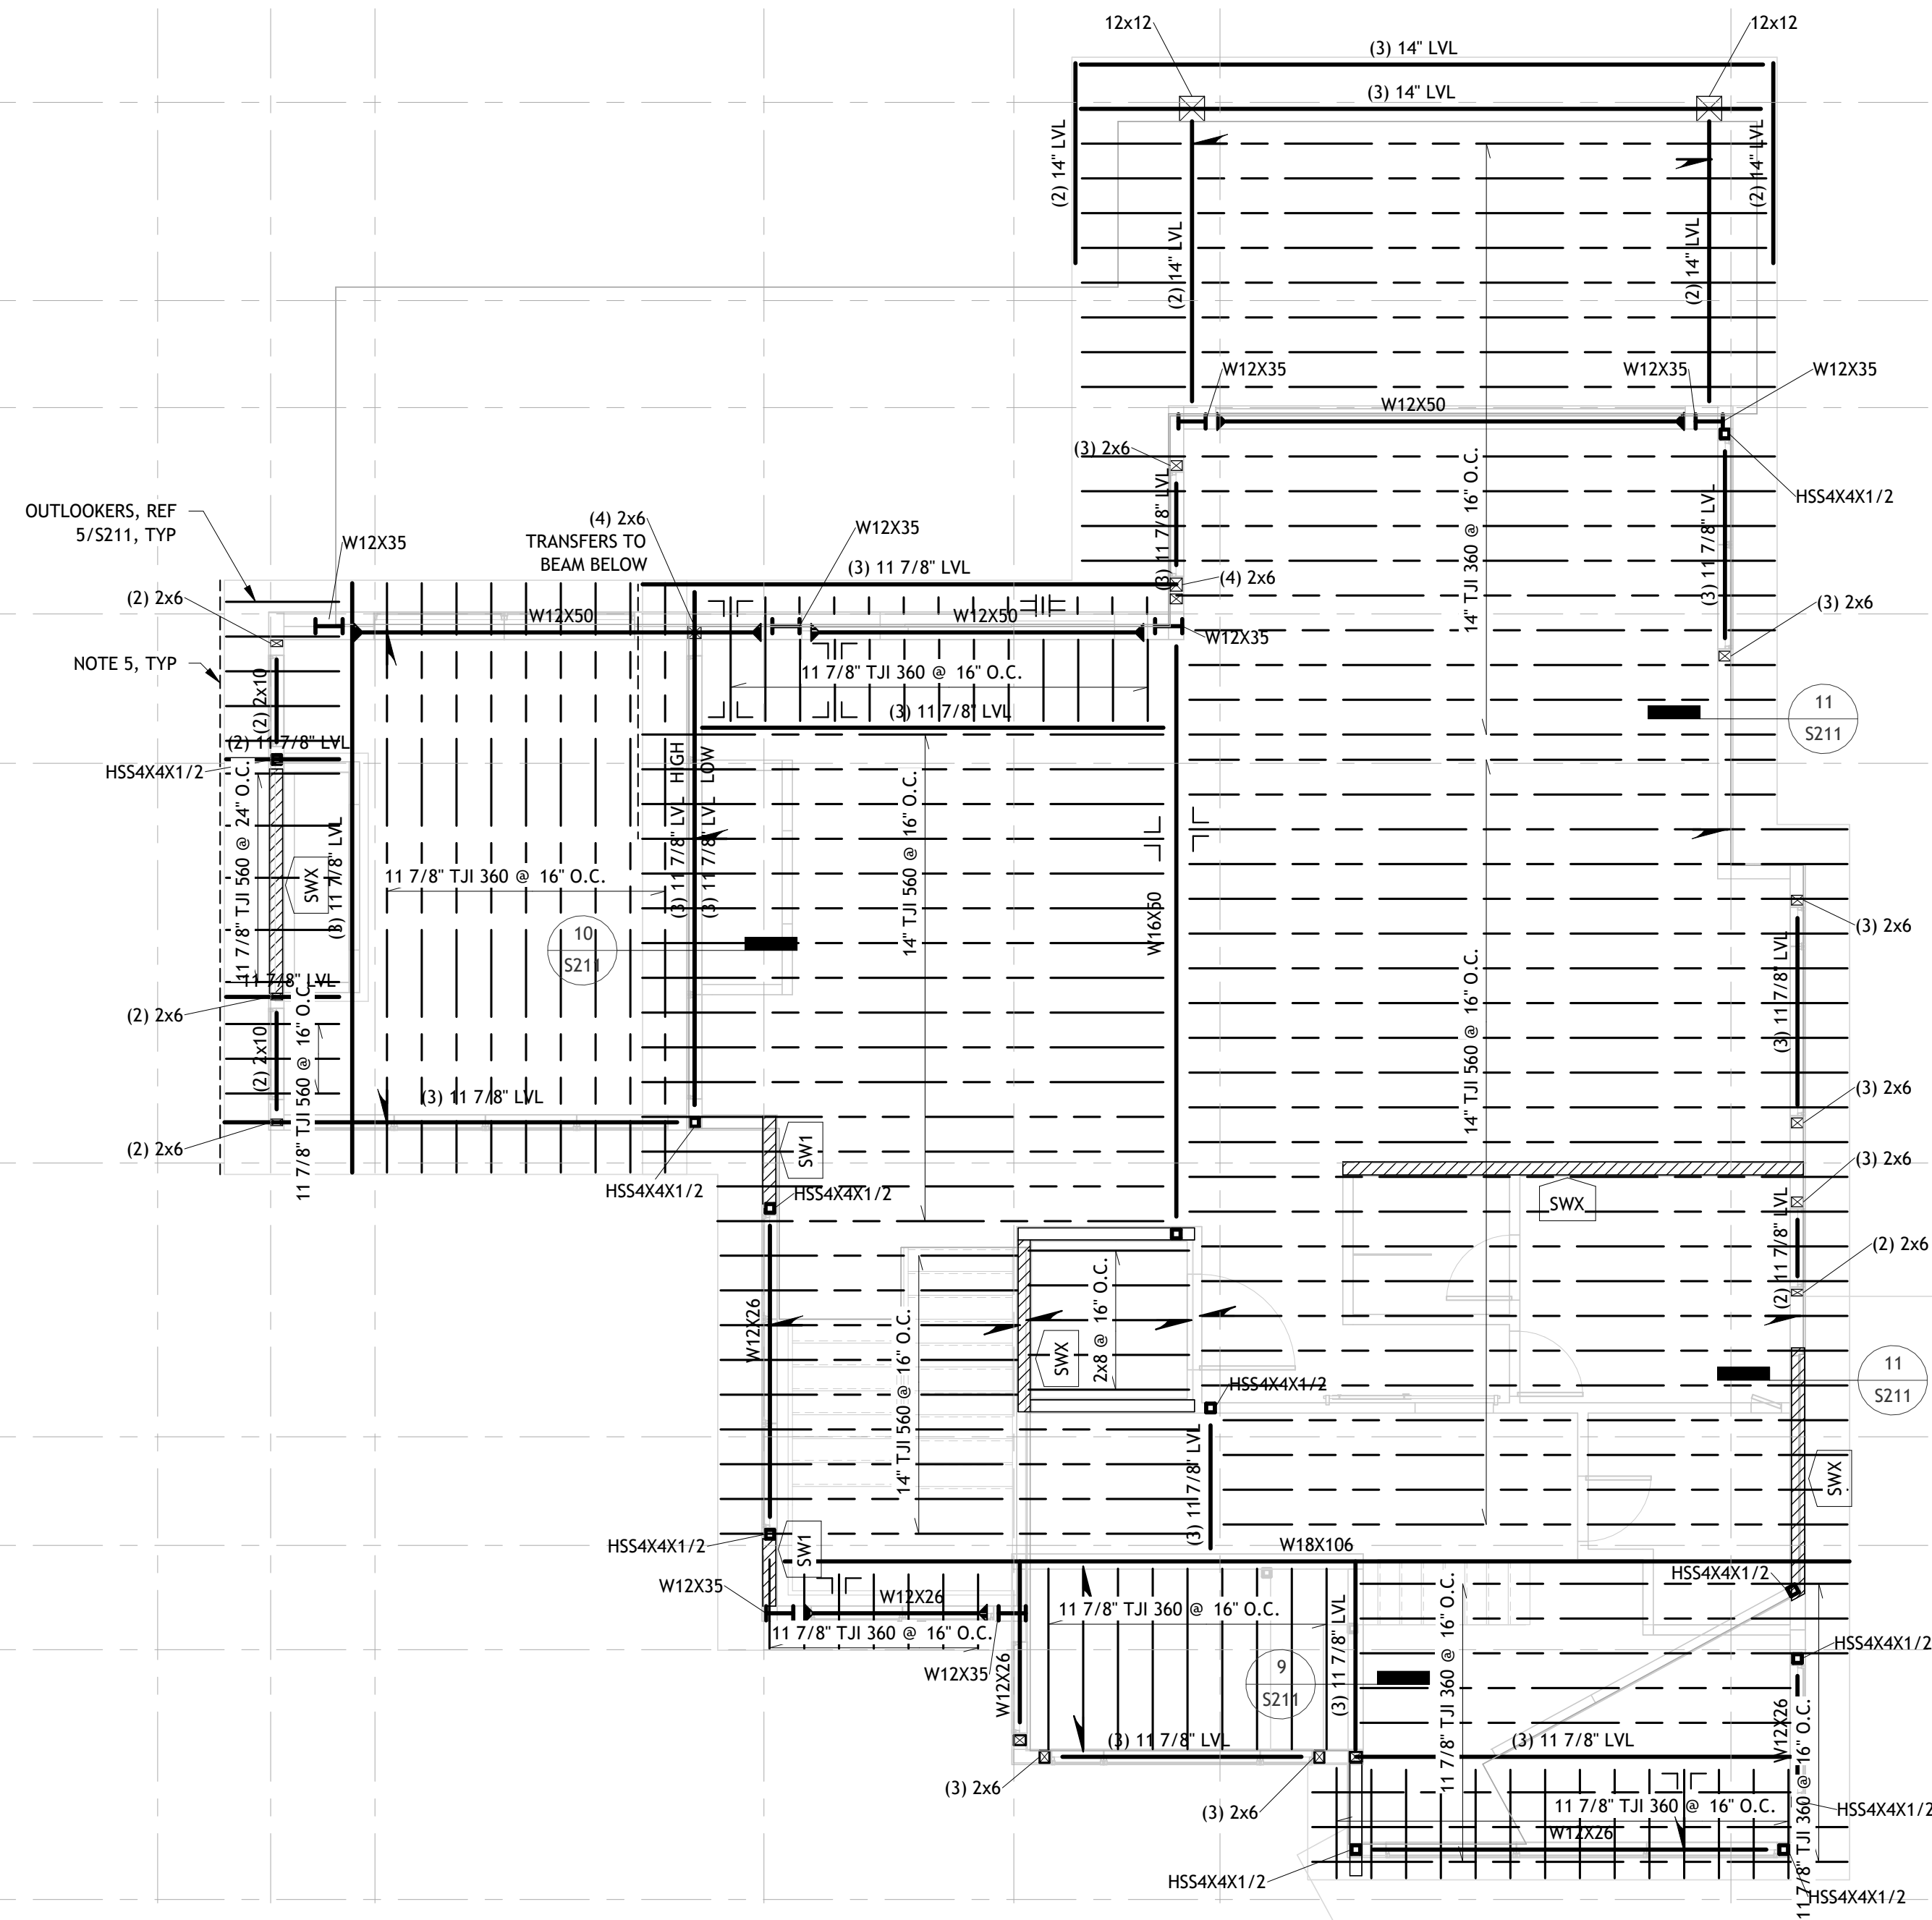 12x12
12x12
(3) 14" LVL
(3) 14" LVL
(2) 14" LVL
(2) 14" LVL
(2) 14" LVL
(2) 14" LVL
W12X35
W12X50
W12X35
W12X35
(3) 2x6
(3) 11 7/8" LVL
14" TJI 360 @ 16" O.C.
(3) 11 7/8" LVL
HSS4X4X1/2
OUTLOOKERS, REF
5/S211, TYP
W12X35
(4) 2x6
TRANSFERS TO
BEAM BELOW
W12X35
(3) 11 7/8" LVL
(4) 2x6
(2) 2x6
W12X50
W12X50
W12X35
(3) 2x6
NOTE 5, TYP
(2) 2x10
11 7/8" TJI 360 @ 16" O.C.
(3) 11 7/8" LVL
11
S211
(2) 11 7/8" LVL
HSS4X4X1/2
11 7/8" TJI 560 @ 24" O.C.
SWX
(3) 11 7/8" LVL
11 7/8" TJI 360 @ 16" O.C.
(3) 11 7/8" LVL HIGH
(3) 11 7/8" LVL LOW
14" TJI 560 @ 16" O.C.
W16X50
10
S211
14" TJI 560 @ 16" O.C.
(3) 2x6
(3) 11 7/8" LVL
11 7/8" LVL
(2) 2x6
(2) 2x10
11 7/8" TJI 560 @ 16" O.C.
(3) 11 7/8" LVL
(3) 2x6
(2) 2x6
SW1
HSS4X4X1/2
HSS4X4X1/2
(3) 2x6
SWX
(2) 11 7/8" LVL
(2) 2x6
W12X26
14" TJI 560 @ 16" O.C.
SWX
2x8 @ 16" O.C.
HSS4X4X1/2
11
S211
(3) 11 7/8" LVL
SWX
HSS4X4X1/2
SW1
W18X106
W12X35
W12X26
11 7/8" TJI 360 @ 16" O.C.
W12X35
W12X26
11 7/8" TJI 360 @ 16" O.C.
(3) 11 7/8" LVL
9
S211
11 7/8" TJI 360 @ 16" O.C.
HSS4X4X1/2
HSS4X4X1/2
W12X26
(3) 11 7/8" LVL
(3) 11 7/8" LVL
(3) 2x6
(3) 2x6
11 7/8" TJI 360 @ 16" O.C.
W12X26
11 7/8" TJI 360 @ 16" O.C.
HSS4X4X1/2
HSS4X4X1/2
HSS4X4X1/2